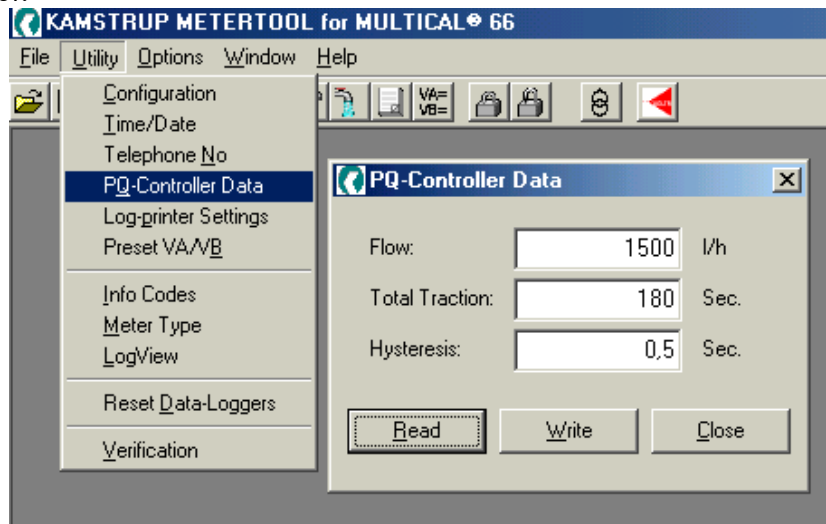 KAMSTRUP METERTOOL for MULTICAL® 66
File Utility Options Window Help
VA=
VB=
Configuration
Time/Date
Telephone No
PQ-Controller Data
Log-printer Settings
Preset VA/VB
Info Codes
Meter Type
LogView
Reset Data-Loggers
Verification
PQ-Controller Data
Flow: 1500 l/h
Total Traction: 180 Sec.
Hysteresis: 0,5 Sec.
Read Write Close